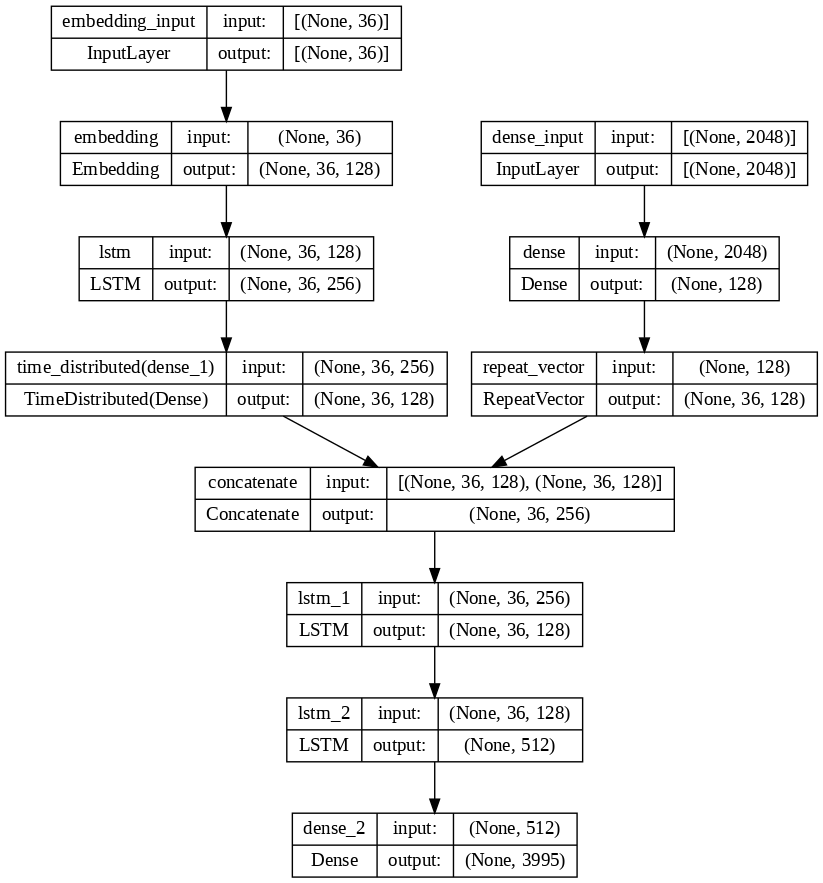 embedding_input input: [(None, 36)]
InputLayer output: [(None, 36)]
embedding input: (None, 36)
Embedding output: (None, 36, 128)
dense_input input: [(None, 2048)]
InputLayer output: [(None, 2048)]
lstm input: (None, 36, 128)
LSTM output: (None, 36, 256)
dense input: (None, 2048)
Dense output: (None, 128)
time_distributed(dense_1) input: (None, 36, 256)
TimeDistributed(Dense) output: (None, 36, 128)
repeat_vector input: (None, 128)
RepeatVector output: (None, 36, 128)
concatenate input: [(None, 36, 128), (None, 36, 128)]
Concatenate output: (None, 36, 256)
lstm_1 input: (None, 36, 256)
LSTM output: (None, 36, 128)
lstm_2 input: (None, 36, 128)
LSTM output: (None, 512)
dense_2 input: (None, 512)
Dense output: (None, 3995)